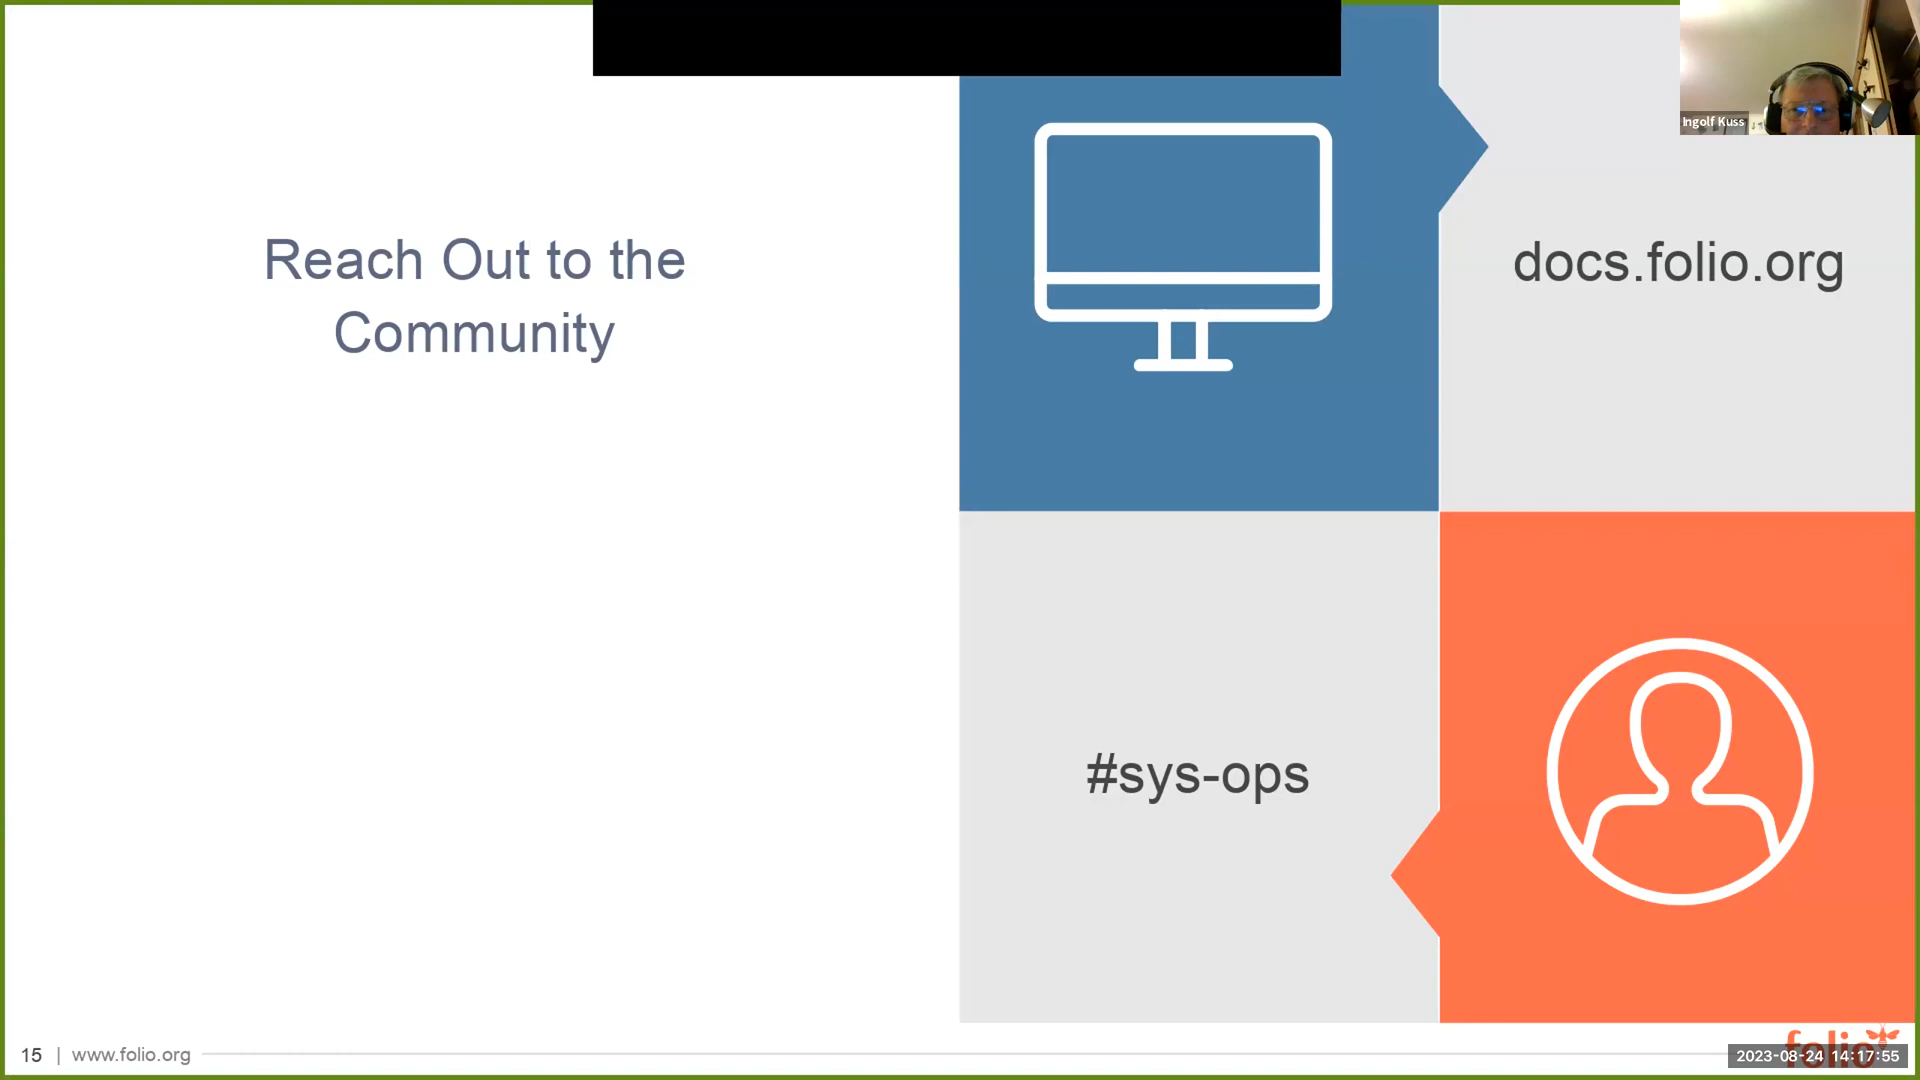 Ingolf Kuss
Reach Out to the
Community
docs.folio.org
#sys-ops
15 | www.folio.org
folio
2023-08-24 14:17:55